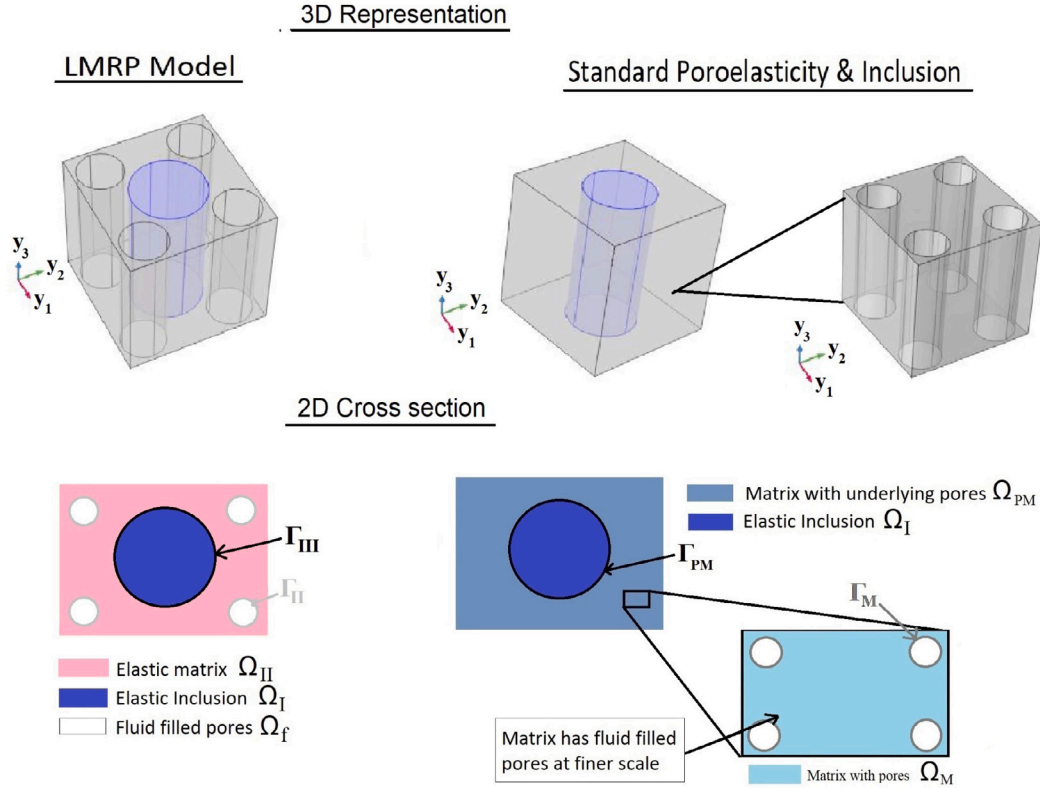 3D Representation
LMRP Model
Standard Poroelasticity & Inclusion
y3
y2
y1
y3
y2
y1
y3
y2
y1
2D Cross section
ΓIII
ΓII
Elastic matrix ΩII
Elastic Inclusion ΩI
Fluid filled pores Ωf
Matrix with underlying pores ΩPM
Elastic Inclusion ΩI
ΓPM
ΓM
Matrix has fluid filled
pores at finer scale
Matrix with pores ΩM